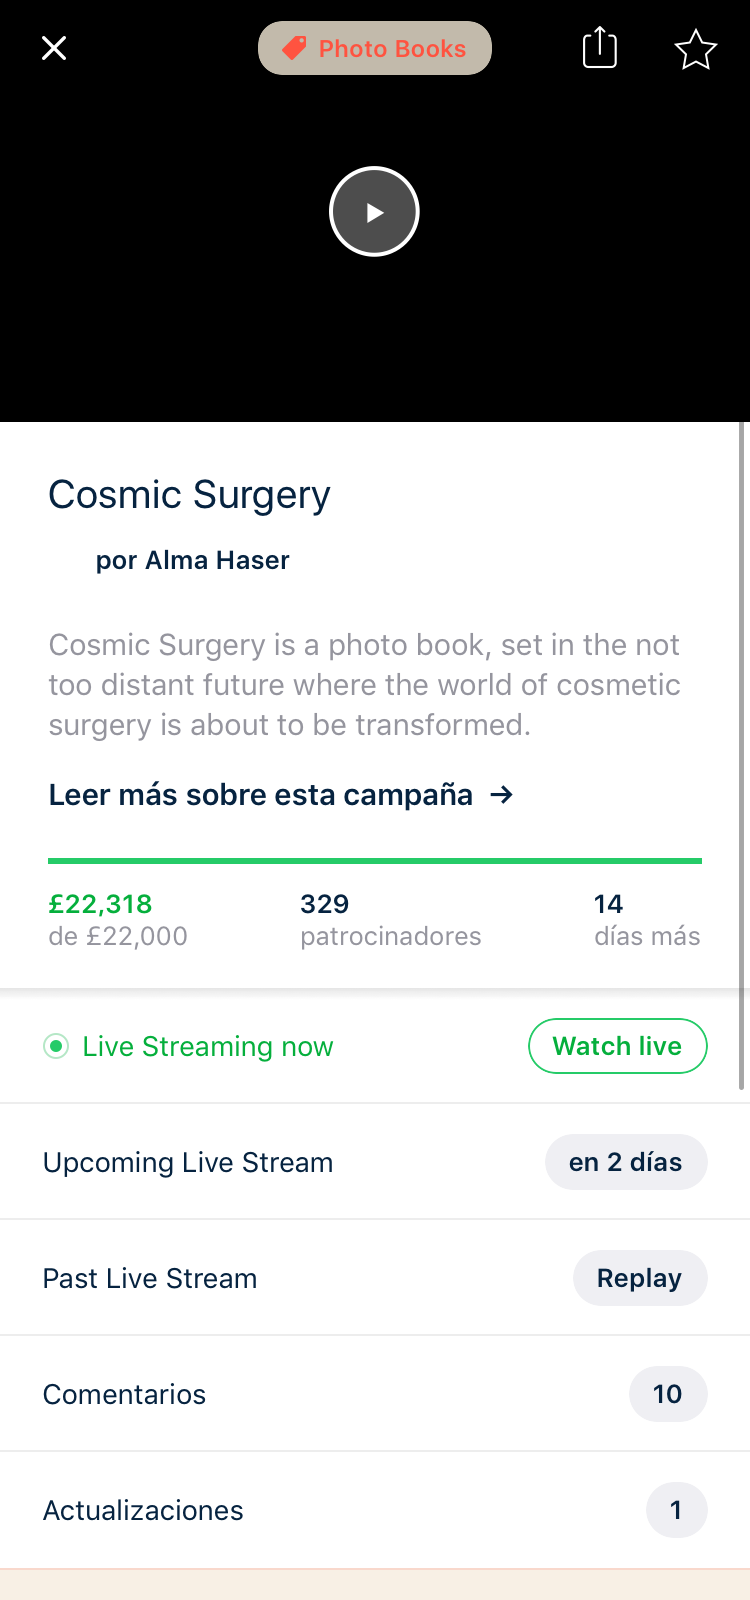 Photo Books
Cosmic Surgery
por Alma Haser
Cosmic Surgery is a photo book, set in the not
too distant future where the world of cosmetic
surgery is about to be transformed.
Leer más sobre esta campaña →
£22,318
de £22,000
329
patrocinadores
14
días más
Live Streaming now
Watch live
Upcoming Live Stream
en 2 días
Past Live Stream
Replay
Comentarios
10
Actualizaciones
1